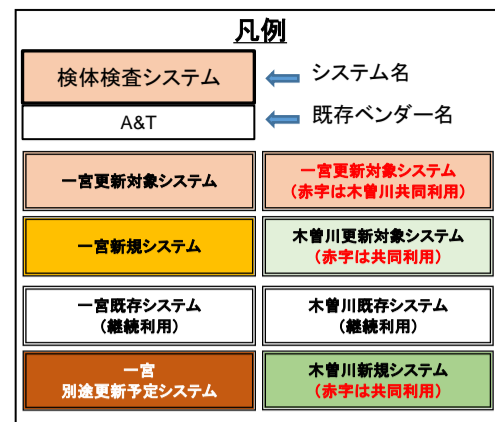 凡例
検体検査システム
システム名
A&T
既存ベンダー名
一宮更新対象システム
一宮更新対象システム
(赤字は木曽川共同利用)
一宮新規システム
木曽川更新対象システム
(赤字は共同利用)
一宮既存システム
(継続利用)
木曽川既存システム
(継続利用)
一宮
別途更新予定システム
木曽川新規システム
(赤字は共同利用)